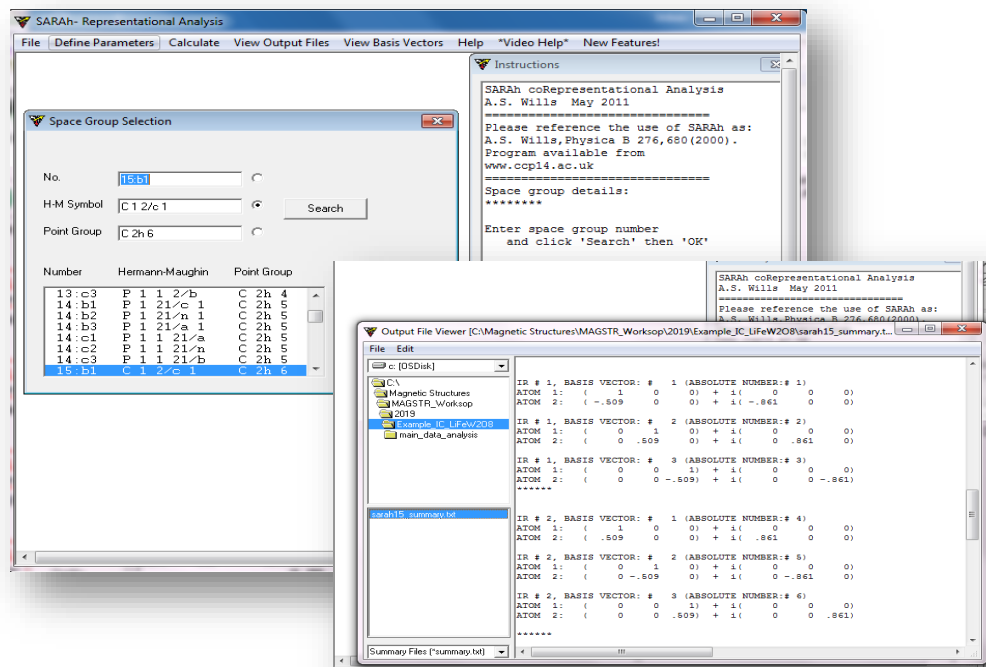 SARAh- Representational Analysis
File Define Parameters Calculate View Output Files View Basis Vectors Help *Video Help* New Features!
Instructions
SARAh coRepresentational Analysis
A.S. Wills May 2011
================================
Please reference the use of SARAh as:
A.S. Wills,Physica B 276,680(2000).
Program available from
www.ccp14.ac.uk
================================
Space group details:
********
Enter space group number
and click 'Search' then 'OK'
Space Group Selection
No. 15:b1
H-M Symbol C 1 2/c 1
Search
Point Group C 2h 6
Number Hermann-Maughin Point Group
13:c3 P 1 1 2/b C 2h 4
14:b1 P 1 21/c 1 C 2h 5
14:b2 P 1 21/n 1 C 2h 5
14:b3 P 1 21/a 1 C 2h 5
14:c1 P 1 1 21/a C 2h 5
14:c2 P 1 1 21/n C 2h 5
14:c3 P 1 1 21/b C 2h 5
15:b1 C 1 2/c 1 C 2h 6
SARAh coRepresentational Analysis
A.S. Wills May 2011
================================
Please reference the use of SARAh as:
A.S. Wills,Physica B 276,680(2000).
Output File Viewer [C:\Magnetic Structures\MAGSTR_Worksop\2019\Example_IC_LiFeW2O8\sarah15_summary.t...
File Edit
c: [OSDisk]
C:\
Magnetic Structures
MAGSTR_Worksop
2019
Example_IC_LiFeW2O8
main_data_analysis
sarah15_summary.txt
Summary Files (*summary.txt)
IR # 1, BASIS VECTOR: # 1 (ABSOLUTE NUMBER:# 1)
ATOM 1: ( 1 0 0) + i( 0 0 0)
ATOM 2: ( -.509 0 0) + i( -.861 0 0)
IR # 1, BASIS VECTOR: # 2 (ABSOLUTE NUMBER:# 2)
ATOM 1: ( 0 1 0) + i( 0 0 0)
ATOM 2: ( 0 .509 0) + i( 0 .861 0)
IR # 1, BASIS VECTOR: # 3 (ABSOLUTE NUMBER:# 3)
ATOM 1: ( 0 0 1) + i( 0 0 0)
ATOM 2: ( 0 0 -.509) + i( 0 0 -.861)
******
IR # 2, BASIS VECTOR: # 1 (ABSOLUTE NUMBER:# 4)
ATOM 1: ( 1 0 0) + i( 0 0 0)
ATOM 2: ( .509 0 0) + i( .861 0 0)
IR # 2, BASIS VECTOR: # 2 (ABSOLUTE NUMBER:# 5)
ATOM 1: ( 0 1 0) + i( 0 0 0)
ATOM 2: ( 0 -.509 0) + i( 0 -.861 0)
IR # 2, BASIS VECTOR: # 3 (ABSOLUTE NUMBER:# 6)
ATOM 1: ( 0 0 1) + i( 0 0 0)
ATOM 2: ( 0 0 .509) + i( 0 0 .861)
******